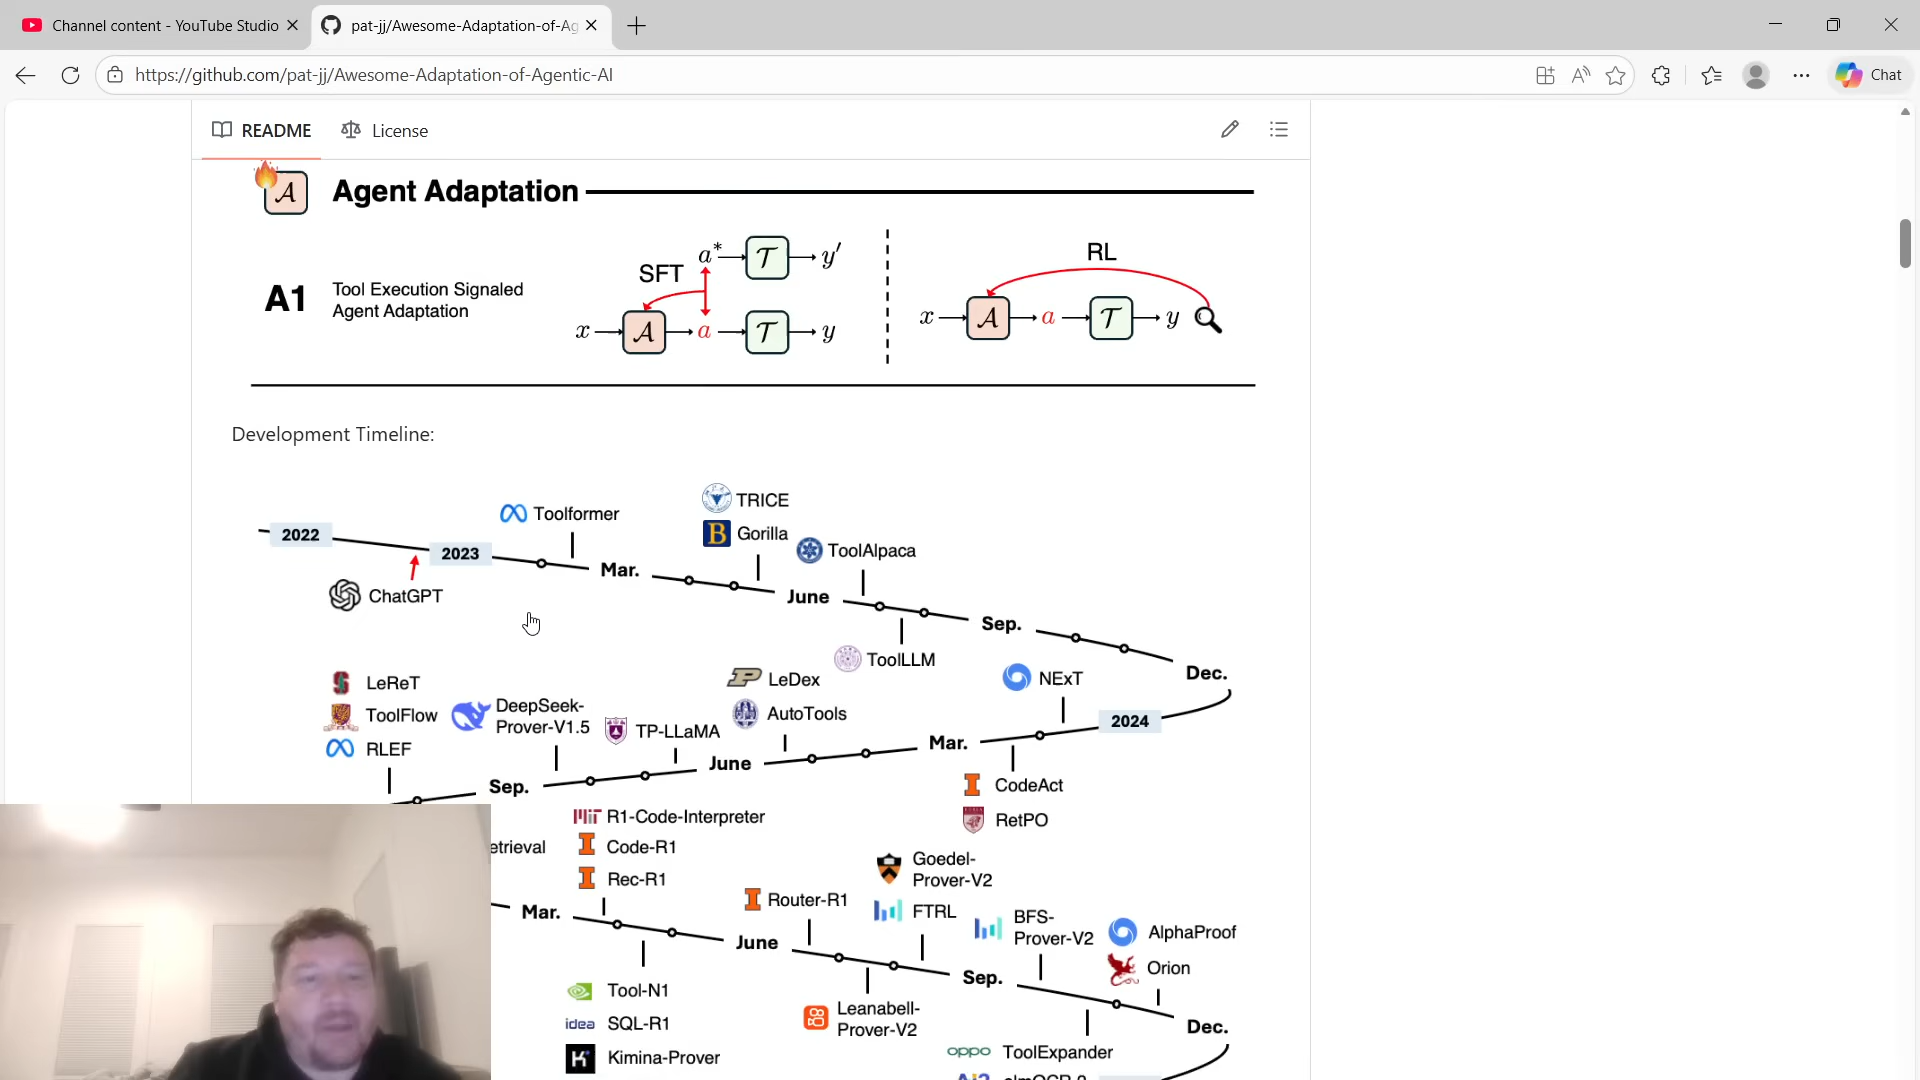 Channel content - YouTube Studio
pat-jj/Awesome-Adaptation-of-Ag
https://github.com/pat-jj/Awesome-Adaptation-of-Agentic-AI
Chat
README
License
A Agent Adaptation
A1
Tool Execution Signaled
Agent Adaptation
SFT
a* T y′
x A a T y
RL
x A a T y
Development Timeline:
2022
ChatGPT
2023
Toolformer
Mar.
TRICE
Gorilla
June
ToolAlpaca
ToolLLM
Sep.
Dec.
2024
NExT
CodeAct
RetPO
Mar.
LeDex
AutoTools
June
TP-LLaMA
DeepSeek-
Prover-V1.5
Sep.
LeReT
ToolFlow
RLEF
etrieval
Mar.
MIT R1-Code-Interpreter
Code-R1
Rec-R1
Tool-N1
idea SQL-R1
Kimina-Prover
June
Router-R1
Goedel-
Prover-V2
FTRL
Leanabell-
Prover-V2
Sep.
BFS-
Prover-V2
AlphaProof
Orion
oppo ToolExpander
Dec.